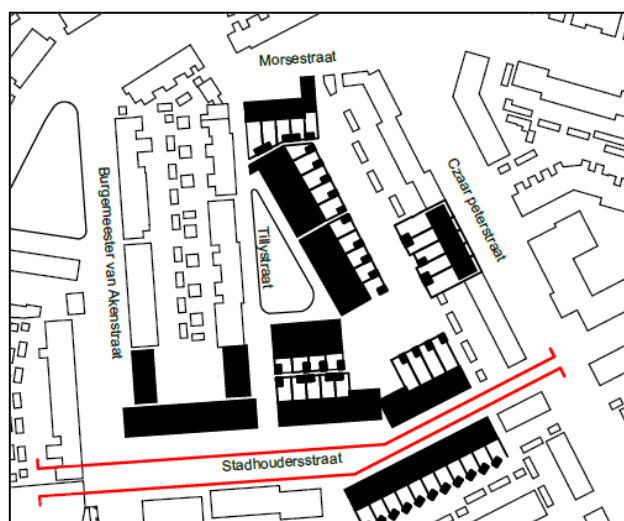 Morsestraat
Czaar peterstraat
Burgemeester van Akenstraat
Tillystraat
Stadhoudersstraat